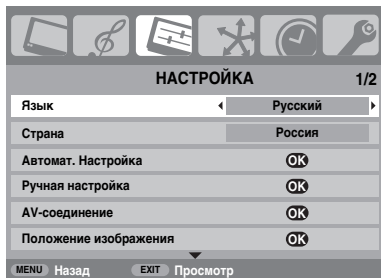 НАСТРОЙКА 1/2
Язык Русский
Страна Россия
Автомат. Настройка OK
Ручная настройка OK
AV-соединение OK
Положение изображения OK
MENU Назад EXIT Просмотр